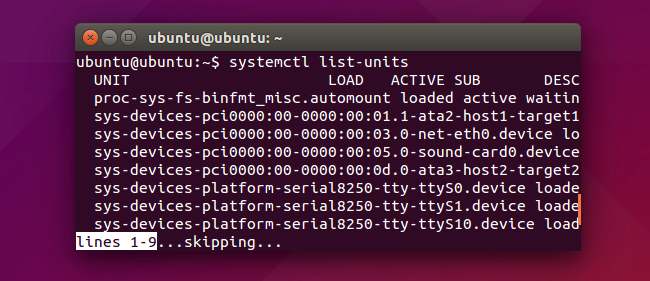 ubuntu@ubuntu: ~
ubuntu@ubuntu:~$ systemctl list-units
UNIT LOAD ACTIVE SUB DESC
proc-sys-fs-binfmt_misc.automount loaded active waitin
sys-devices-pci0000:00-0000:00:01.1-ata2-host1-target1
sys-devices-pci0000:00-0000:00:03.0-net-eth0.device lo
sys-devices-pci0000:00-0000:00:05.0-sound-card0.device
sys-devices-pci0000:00-0000:00:0d.0-ata3-host2-target2
sys-devices-platform-serial8250-tty-ttyS0.device loade
sys-devices-platform-serial8250-tty-ttyS1.device loade
sys-devices-platform-serial8250-tty-ttyS10.device load
lines 1-9...skipping...